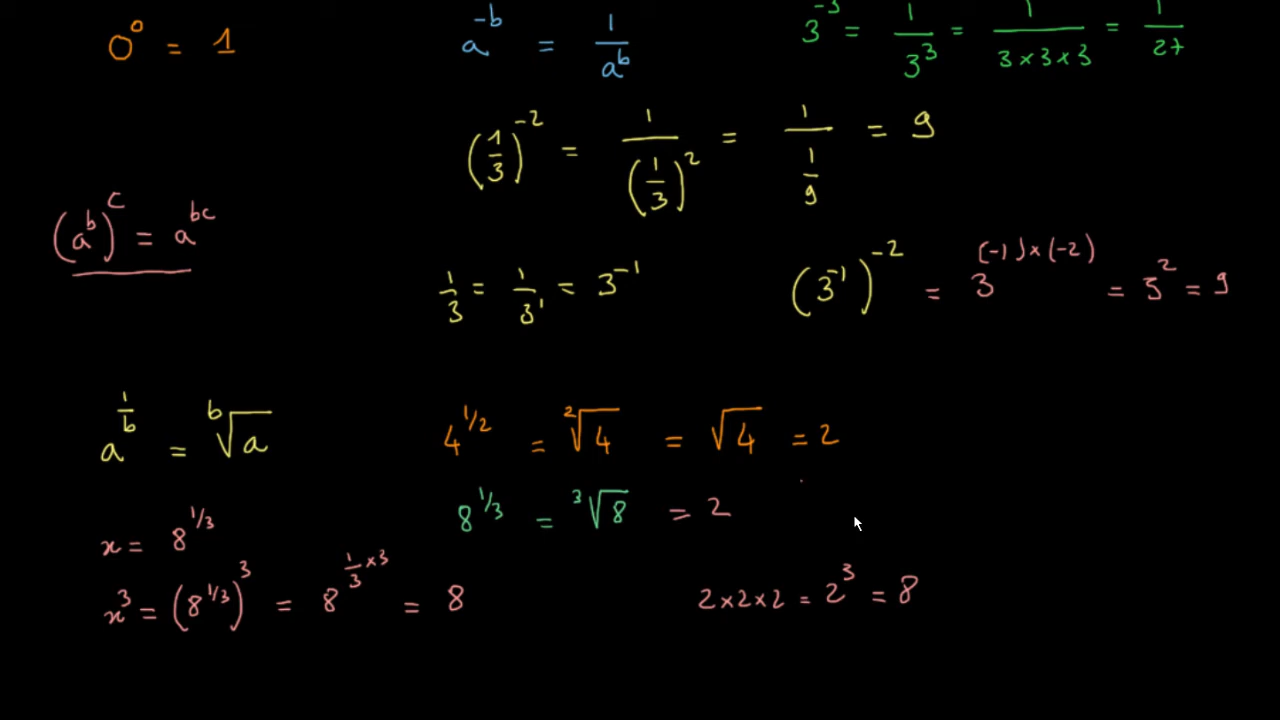 0^0 = 1
a^{-b} = 1/a^b
3^{-3} = 1/3^3 = 1/(3×3×3) = 1/27
(1/3)^{-2} = 1/(1/3)^2 = 1/(1/9) = 9
(a^b)^c = a^{bc}
1/3 = 1/3^1 = 3^{-1}
(3^{-1})^{-2} = 3^{(-1)×(-2)} = 3^2 = 9
a^{1/b} = ᵇ√a
4^{1/2} = ²√4 = √4 = 2
8^{1/3} = ³√8 = 2
x = 8^{1/3}
x^3 = (8^{1/3})^3 = 8^{1/3 ×3} = 8
2×2×2 = 2^3 = 8